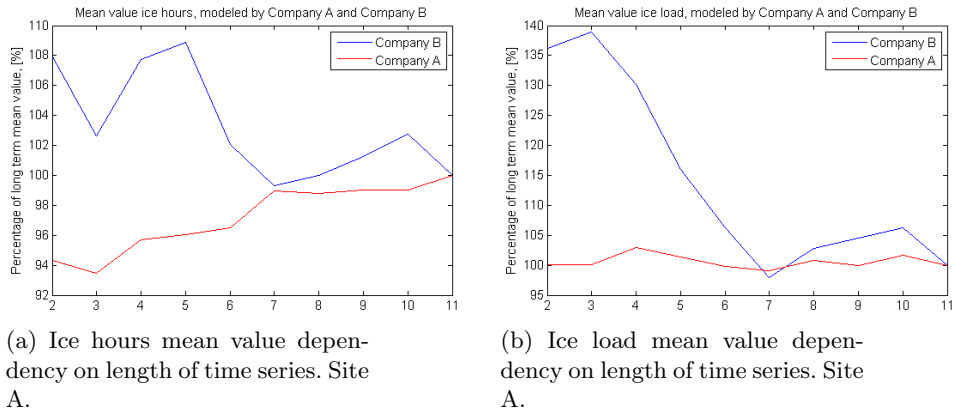 Mean value ice hours, modeled by Company A and Company B
Percentage of long term mean value, [%]
110
108
106
104
102
100
98
96
94
92
2 3 4 5 6 7 8 9 10 11
Company B
Company A
(a) Ice hours mean value depen-
dency on length of time series. Site
A.
Mean value ice load, modeled by Company A and Company B
Percentage of long term mean value, [%]
140
135
130
125
120
115
110
105
100
95
2 3 4 5 6 7 8 9 10 11
Company B
Company A
(b) Ice load mean value depen-
dency on length of time series. Site
A.